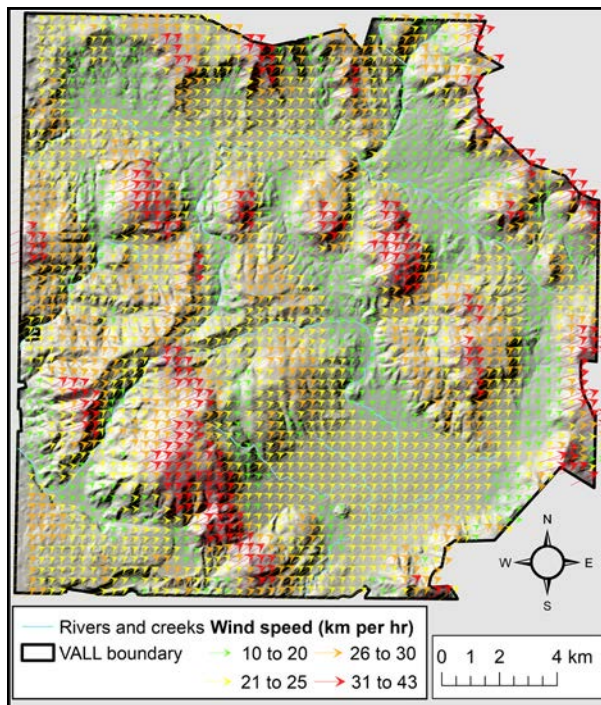 N
W E
S
Rivers and creeks Wind speed (km per hr)
VALL boundary 10 to 20 26 to 30
21 to 25 31 to 43
0 1 2 4 km